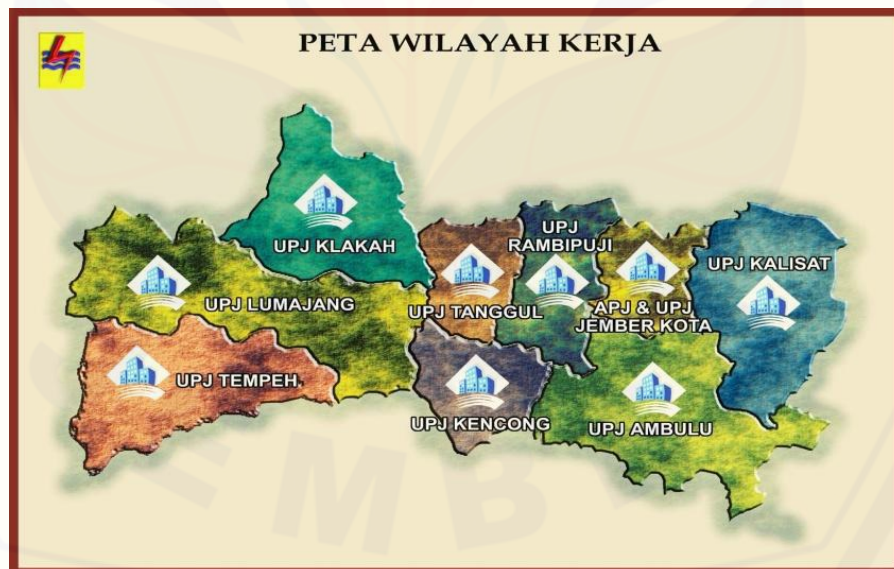 PETA WILAYAH KERJA
UPJ KLAKAH
UPJ
RAMBIPUJI
UPJ KALISAT
UPJ LUMAJANG
UPJ TANGGUL
APJ & UPJ
JEMBER KOTA
UPJ TEMPEH
UPJ KENCONG
UPJ AMBULU
EMB